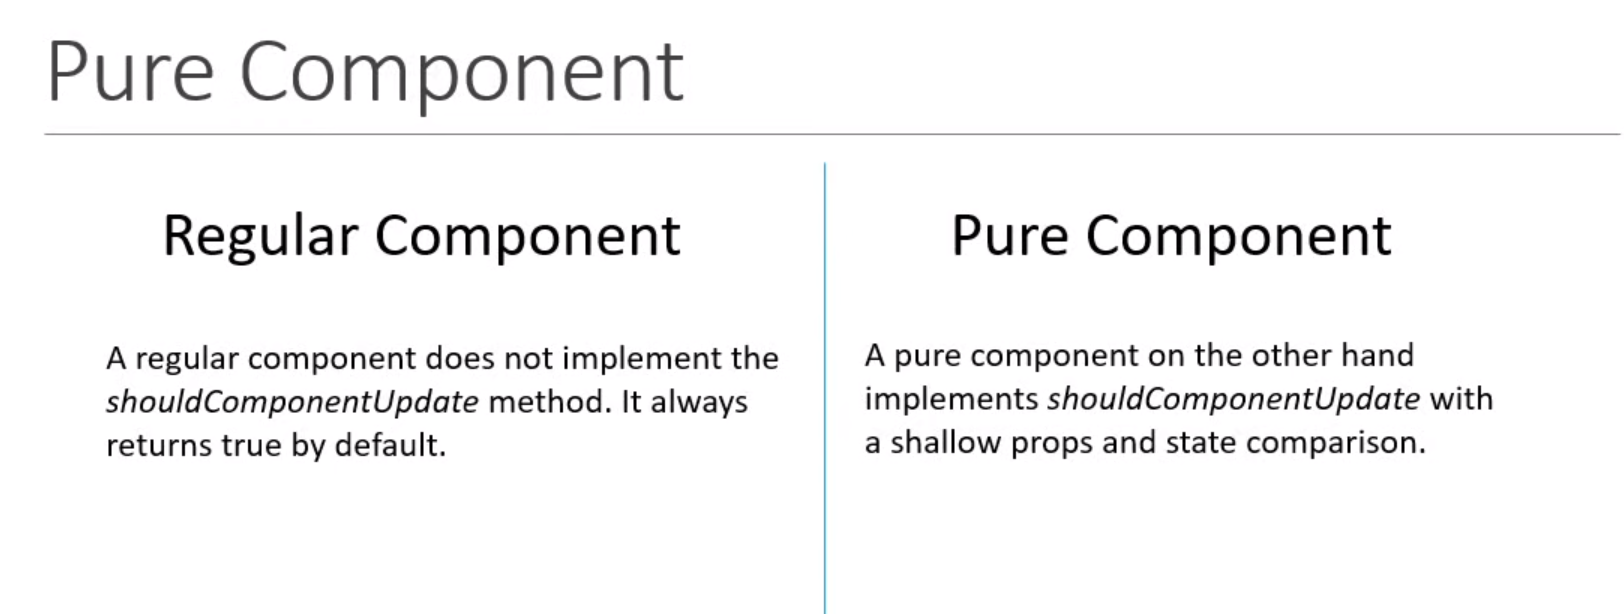 Pure Component
Regular Component
A regular component does not implement the
shouldComponentUpdate method. It always
returns true by default.
Pure Component
A pure component on the other hand
implements shouldComponentUpdate with
a shallow props and state comparison.